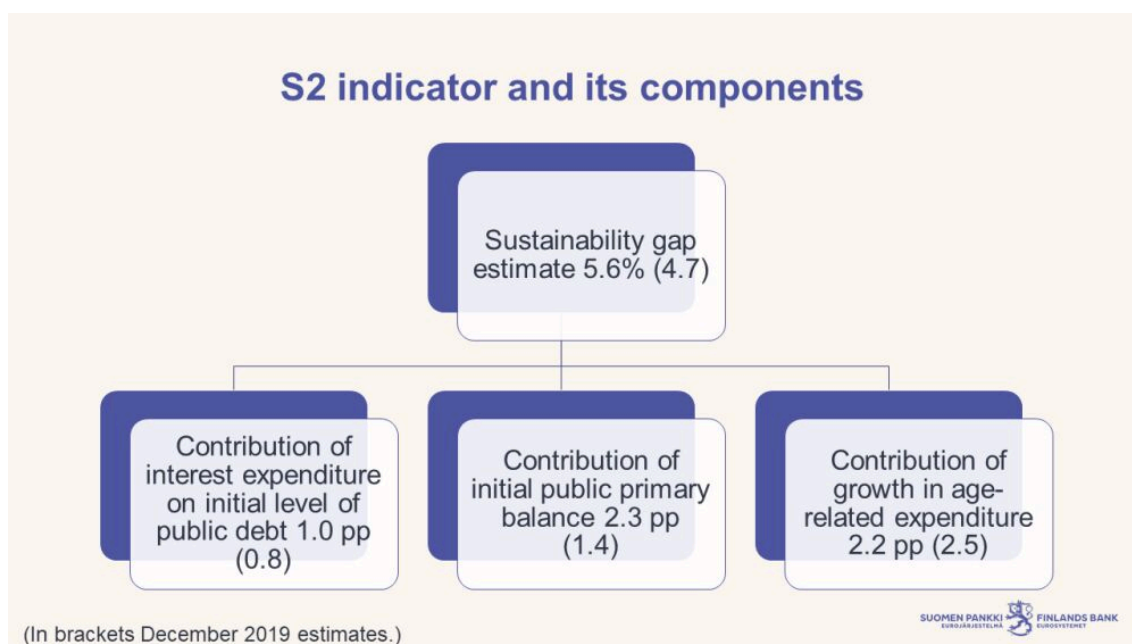 S2 indicator and its components
Sustainability gap
estimate 5.6% (4.7)
Contribution of
interest expenditure
on initial level of
public debt 1.0 pp
(0.8)
Contribution of
initial public primary
balance 2.3 pp
(1.4)
Contribution of
growth in age-
related expenditure
2.2 pp (2.5)
(In brackets December 2019 estimates.)
SUOMEN PANKKI FINLANDS BANK
EUROJÄRJESTELMÄ EUROSYSTEMET